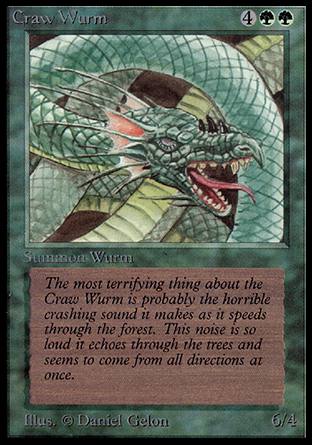 Craw Wurm 4
Summon Wurm
The most terrifying thing about the
Craw Wurm is probably the horrible
crashing sound it makes as it speeds
through the forest. This noise is so
loud it echoes through the trees and
seems to come from all directions at
once.
Illus. © Daniel Gelon 6/4